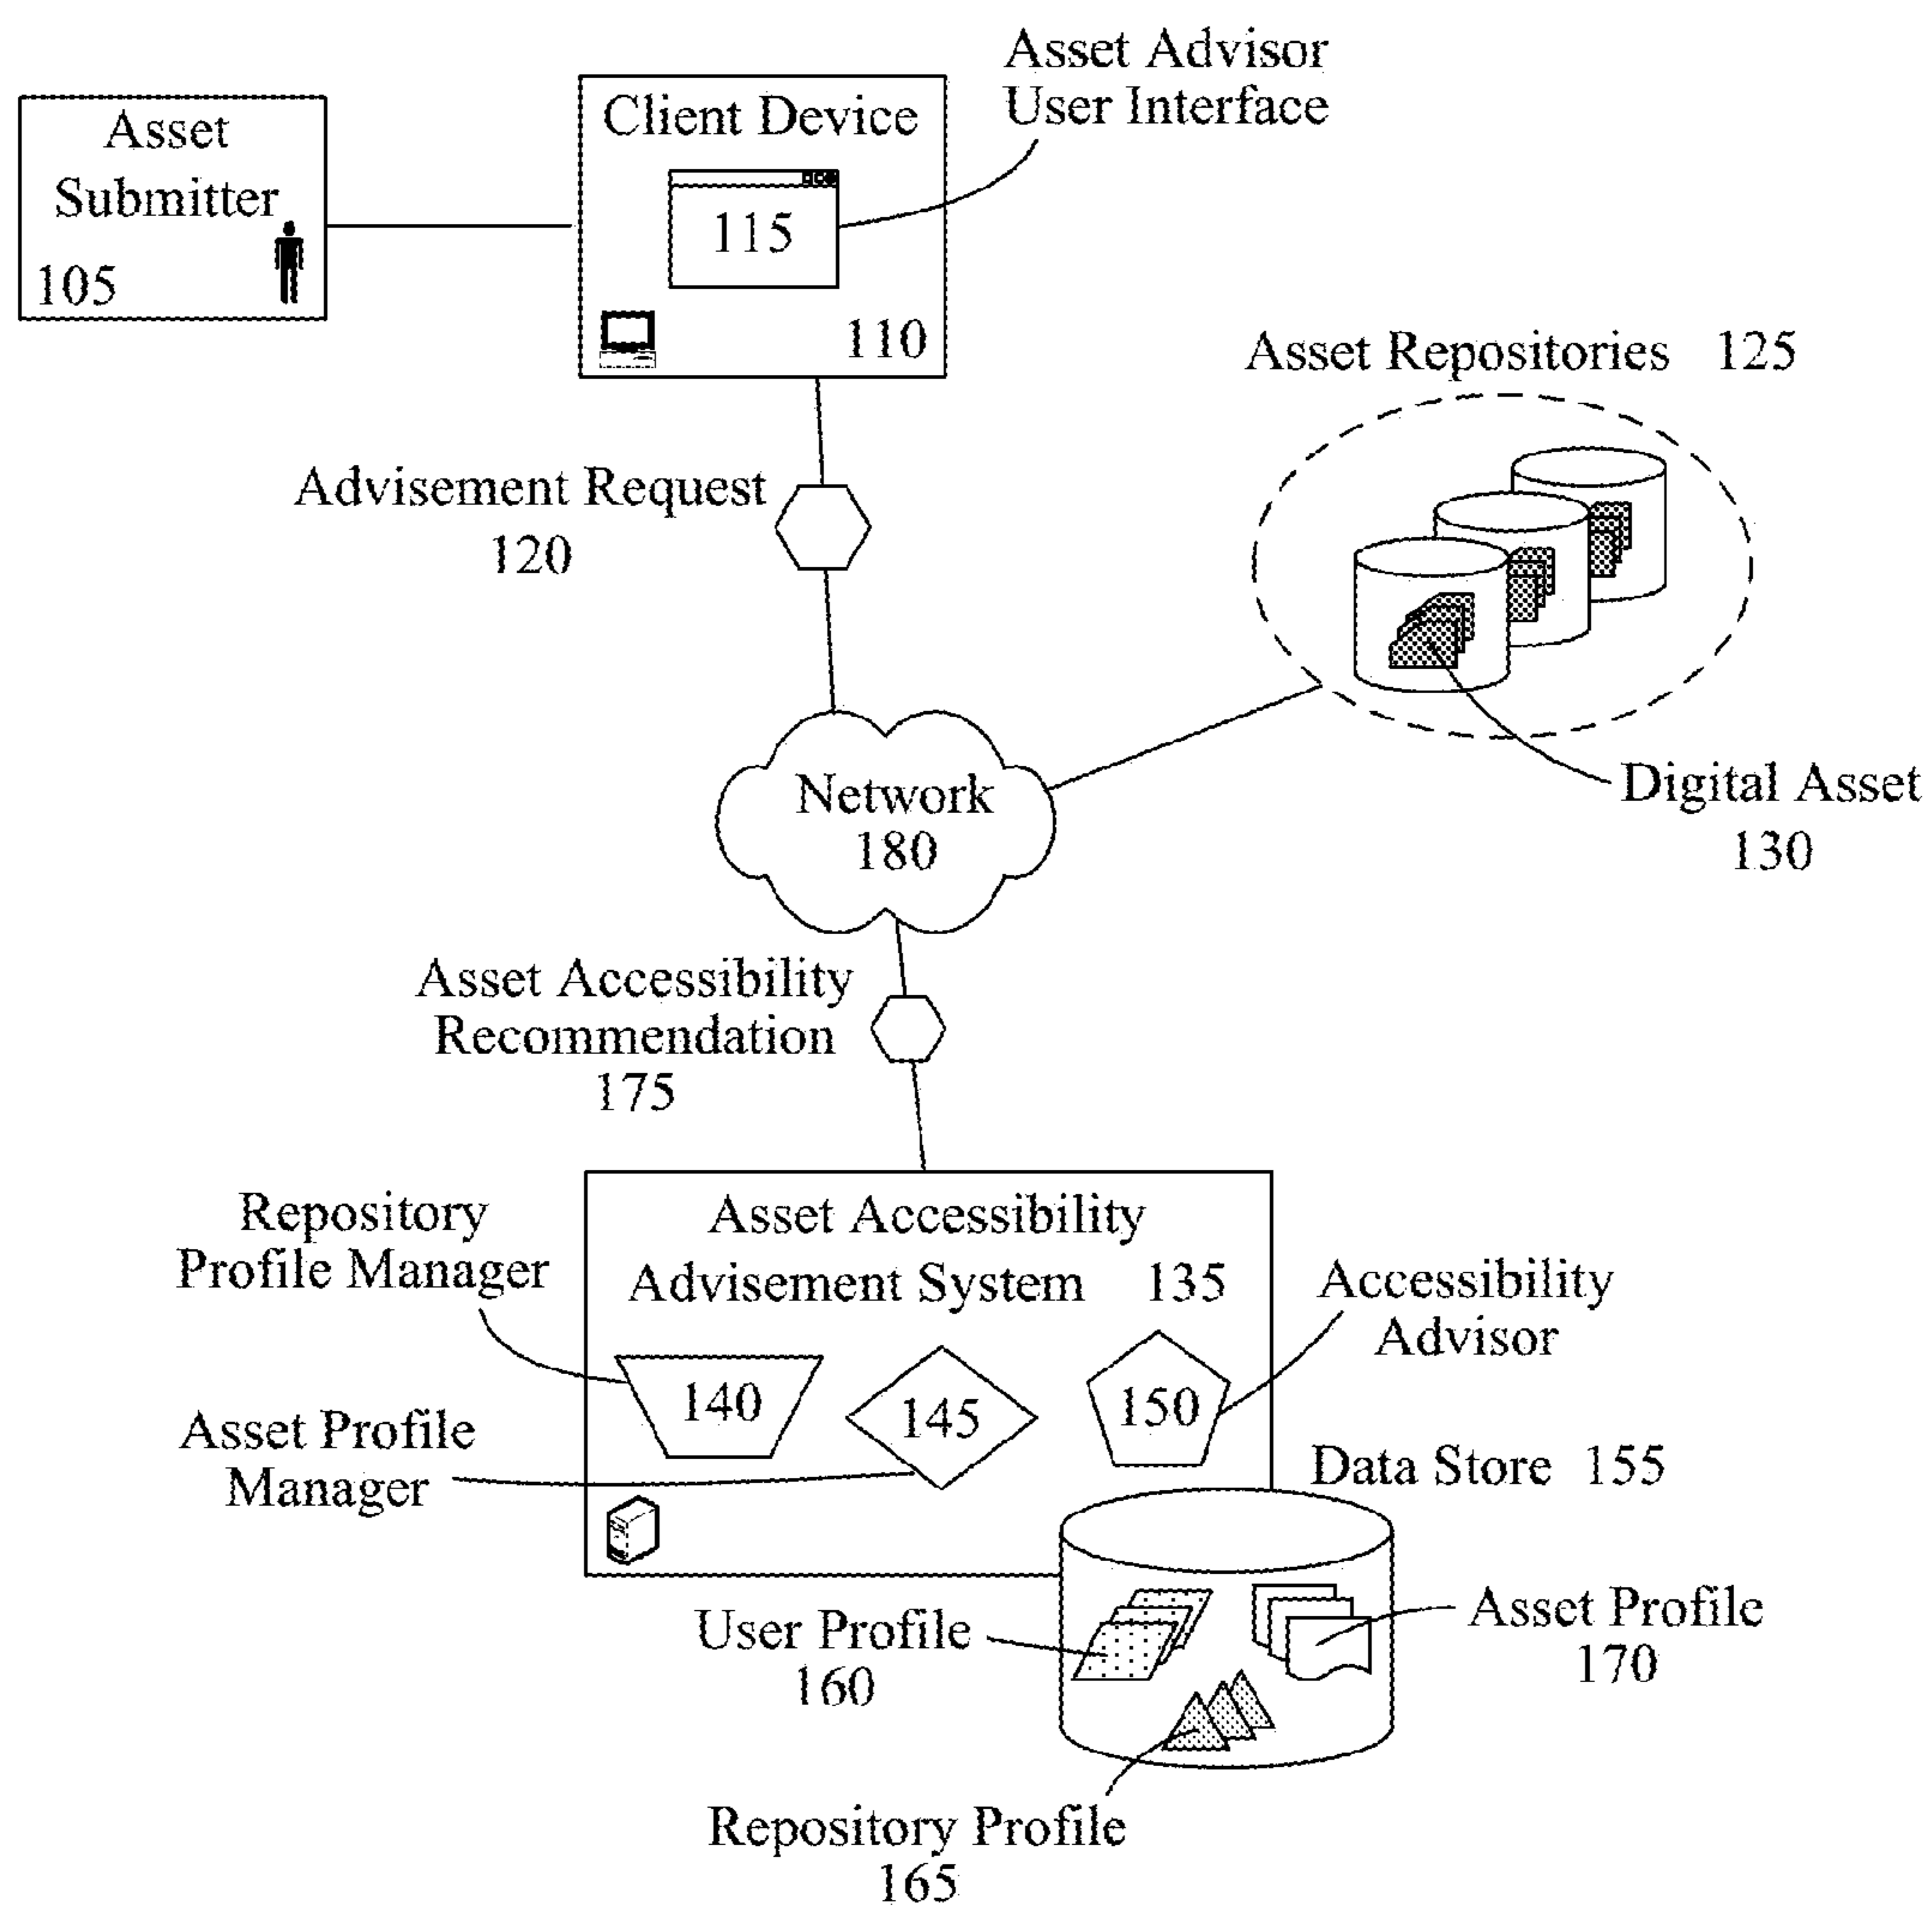 Asset Advisor
User Interface
Client Device
115
110
Asset
Submitter
105
Asset Repositories 125
Advisement Request
120
Digital Asset
130
Network
180
Asset Accessibility
Recommendation
175
Asset Accessibility
Advisement System 135
Repository
Profile Manager
Accessibility
Advisor
140
145
150
Asset Profile
Manager
Data Store 155
User Profile
160
Asset Profile
170
Repository Profile
165